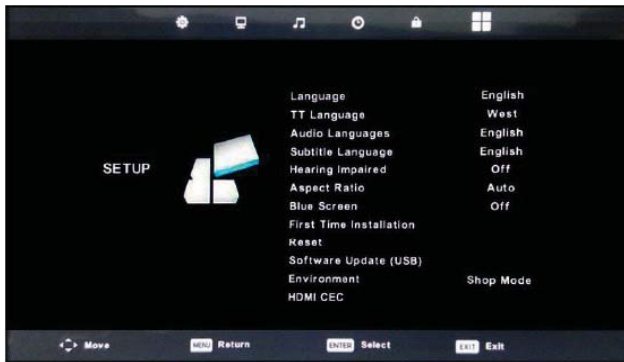 Language English
TT Language West
Audio Languages English
Subtitle Language English
SETUP
Hearing Impaired Off
Aspect Ratio Auto
Blue Screen Off
First Time Installation
Reset
Software Update (USB)
Environment Shop Mode
HDMI CEC
Move MENU Return ENTER Select EXIT Exit